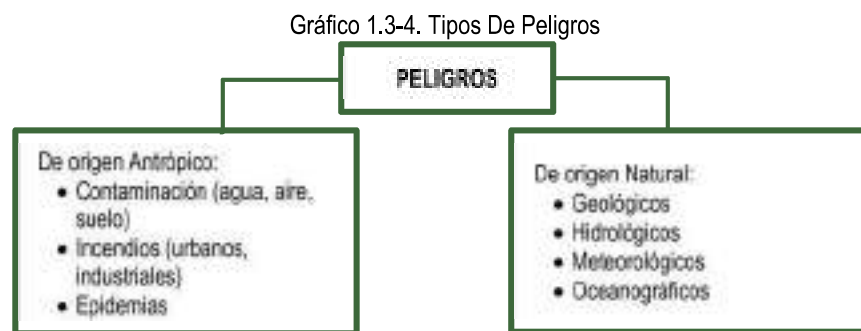 Gráfico 1.3-4. Tipos De Peligros
PELIGROS
De origen Antrópico:
• Contaminación (agua, aire,
suelo)
• Incendios (urbanos,
industriales)
• Epidemias
De origen Natural:
• Geológicos
• Hidrológicos
• Meteorológicos
• Oceanográficos